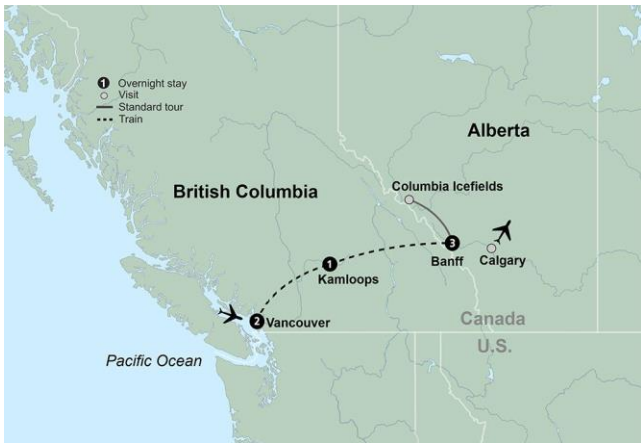 1 Overnight stay
Visit
Standard tour
Train
Alberta
British Columbia
Columbia Icefields
3
Banff
Calgary
1
Kamloops
2 Vancouver
Canada
U.S.
Pacific Ocean